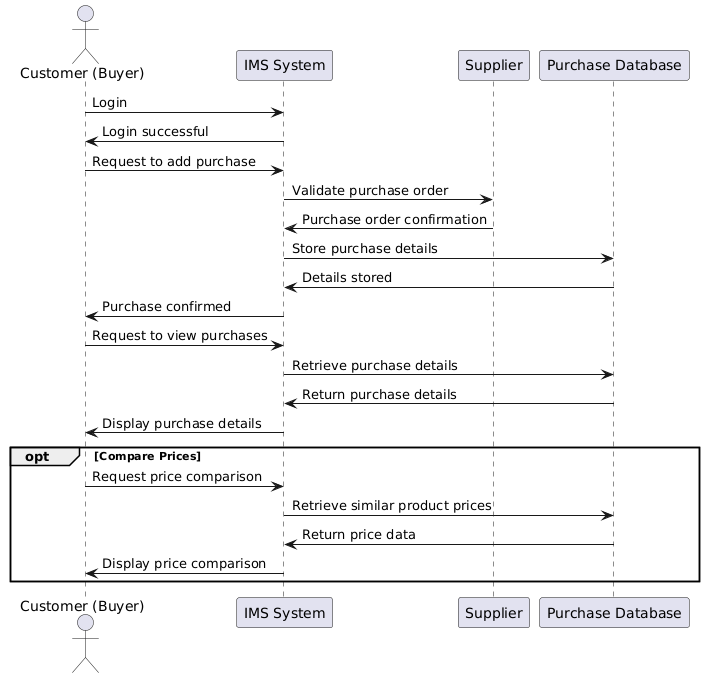 Customer (Buyer)
IMS System
Supplier
Purchase Database
Login
Login successful
Request to add purchase
Validate purchase order
Purchase order confirmation
Store purchase details
Details stored
Purchase confirmed
Request to view purchases
Retrieve purchase details
Return purchase details
Display purchase details
opt [Compare Prices]
Request price comparison
Retrieve similar product prices
Return price data
Display price comparison
Customer (Buyer)
IMS System
Supplier
Purchase Database